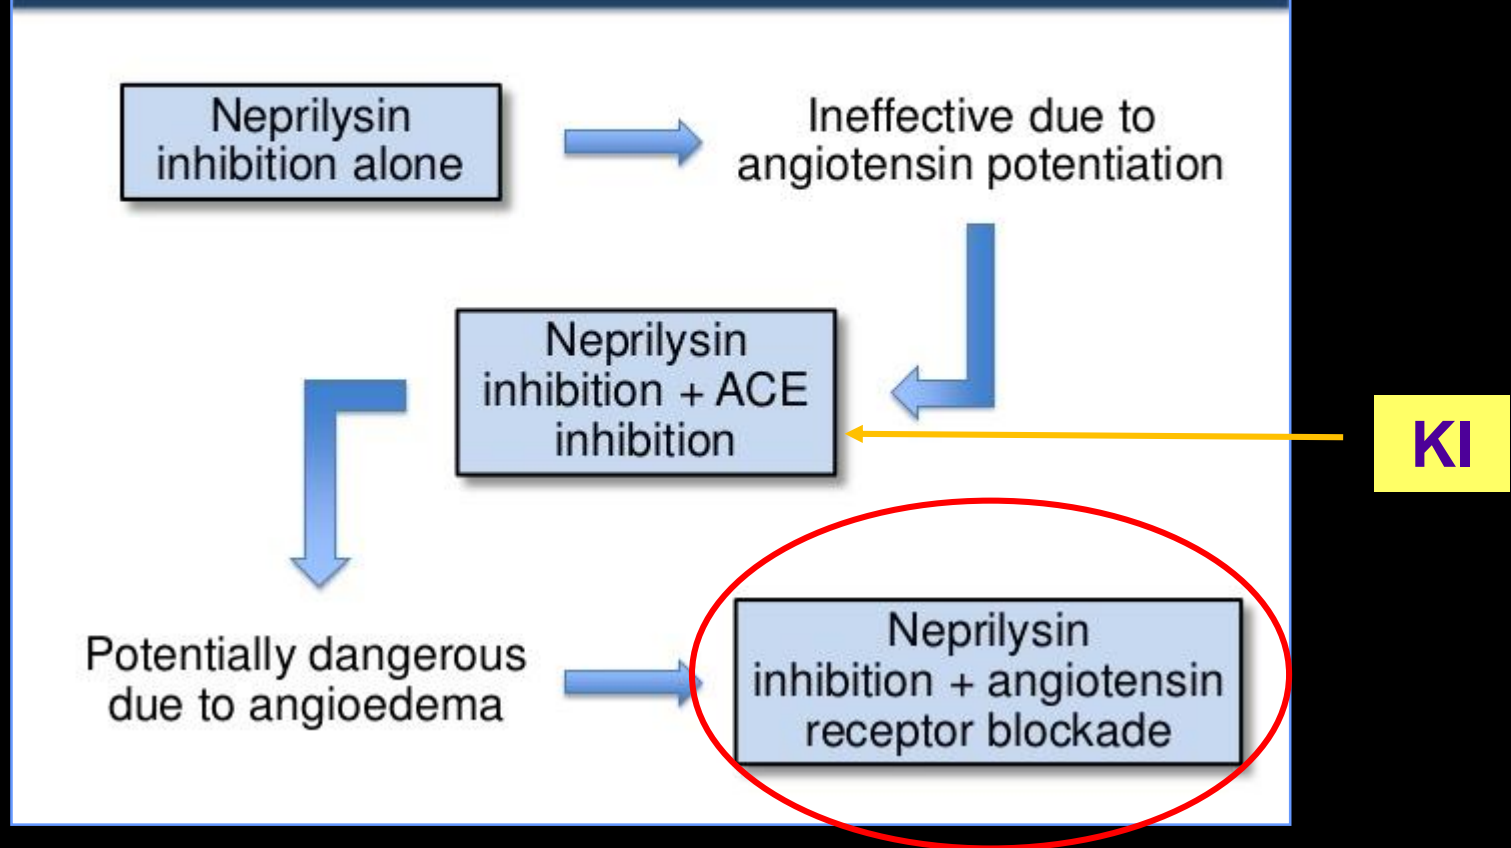 Neprilysin
inhibition alone
Ineffective due to
angiotensin potentiation
Neprilysin
inhibition + ACE
inhibition
KI
Potentially dangerous
due to angioedema
Neprilysin
inhibition + angiotensin
receptor blockade